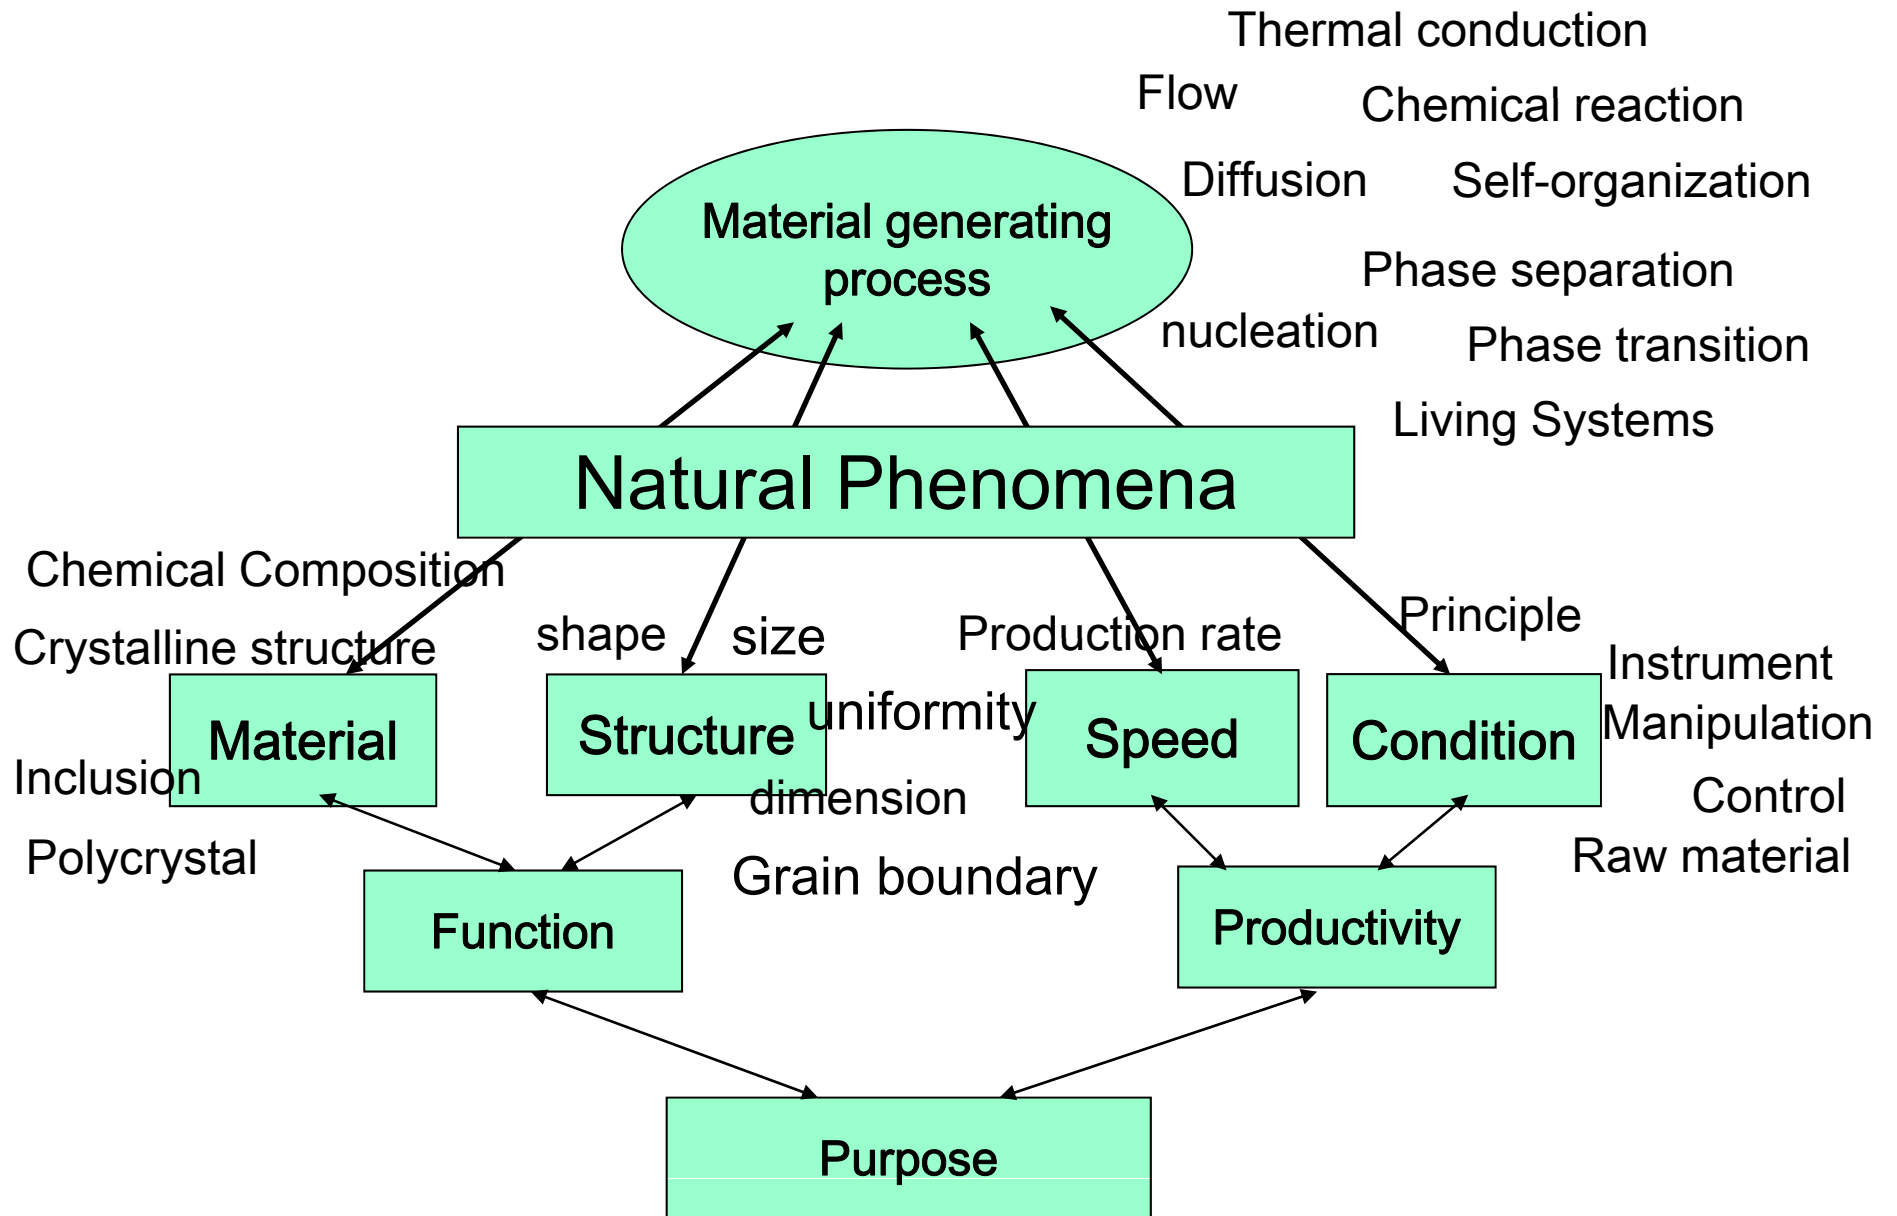 Thermal conduction
Flow
Chemical reaction
Diffusion
Self-organization
Material generating
process
Phase separation
nucleation
Phase transition
Living Systems
Natural Phenomena
Chemical Composition
Crystalline structure
shape
size
Production rate
Principle
Instrument
Manipulation
Material
Structure
uniformity
Speed
Condition
Inclusion
dimension
Control
Polycrystal
Grain boundary
Raw material
Function
Productivity
Purpose